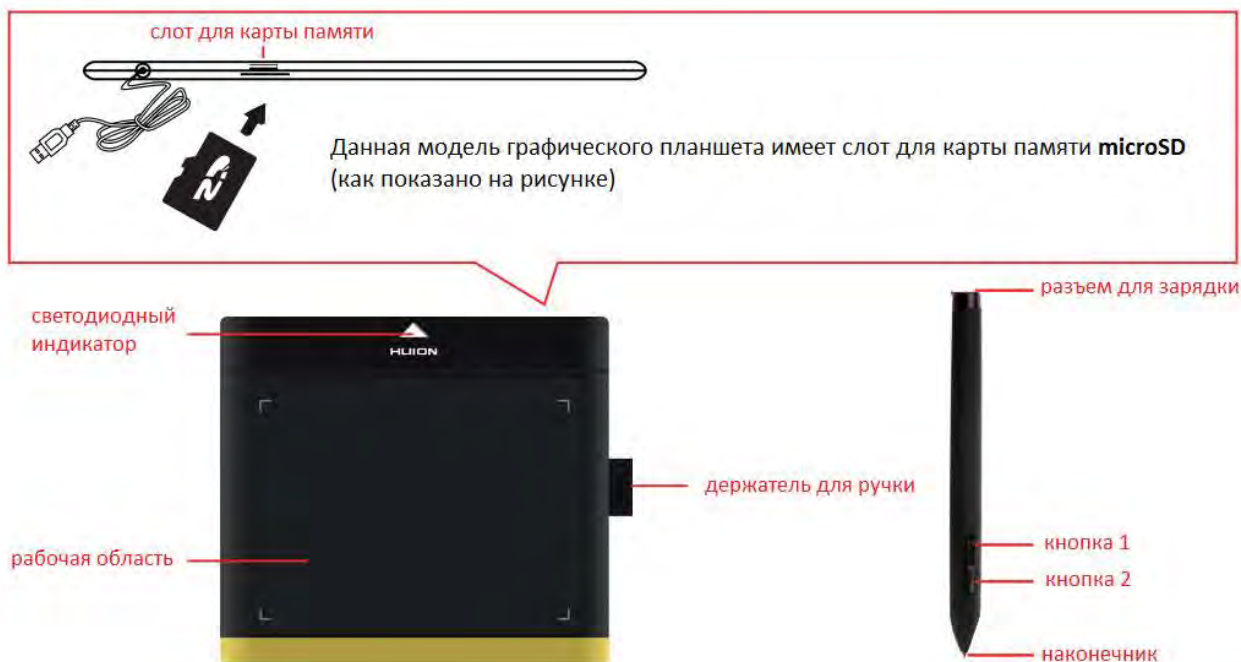 слот для карты памяти
Данная модель графического планшета имеет слот для карты памяти microSD
(как показано на рисунке)
светодиодный
индикатор
HUION
разъем для зарядки
держатель для ручки
рабочая область
кнопка 1
кнопка 2
наконечник